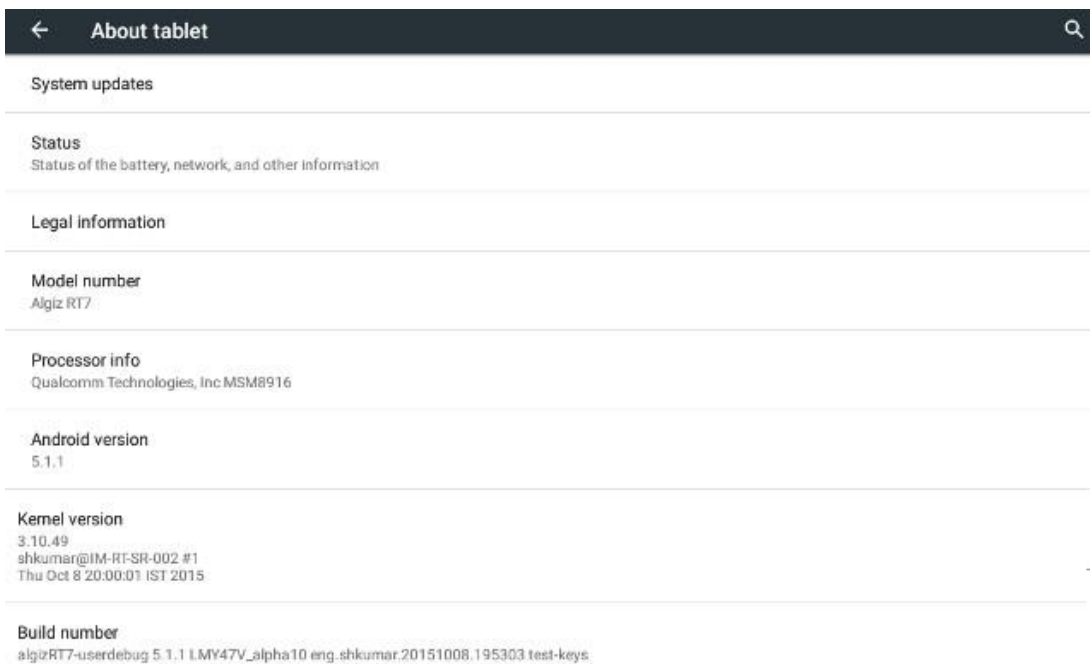 About tablet
System updates
Status
Status of the battery, network, and other information
Legal information
Model number
Algiz RT7
Processor info
Qualcomm Technologies, Inc MSM8916
Android version
5.1.1
Kernel version
3.10.49
shkumar@IM-RT-SR-002 #1
Thu Oct 8 20:00:01 IST 2015
Build number
algizRT7-userdebug 5.1.1 LMY47V_alpha10 eng.shkumar.20151008.195303 test-keys